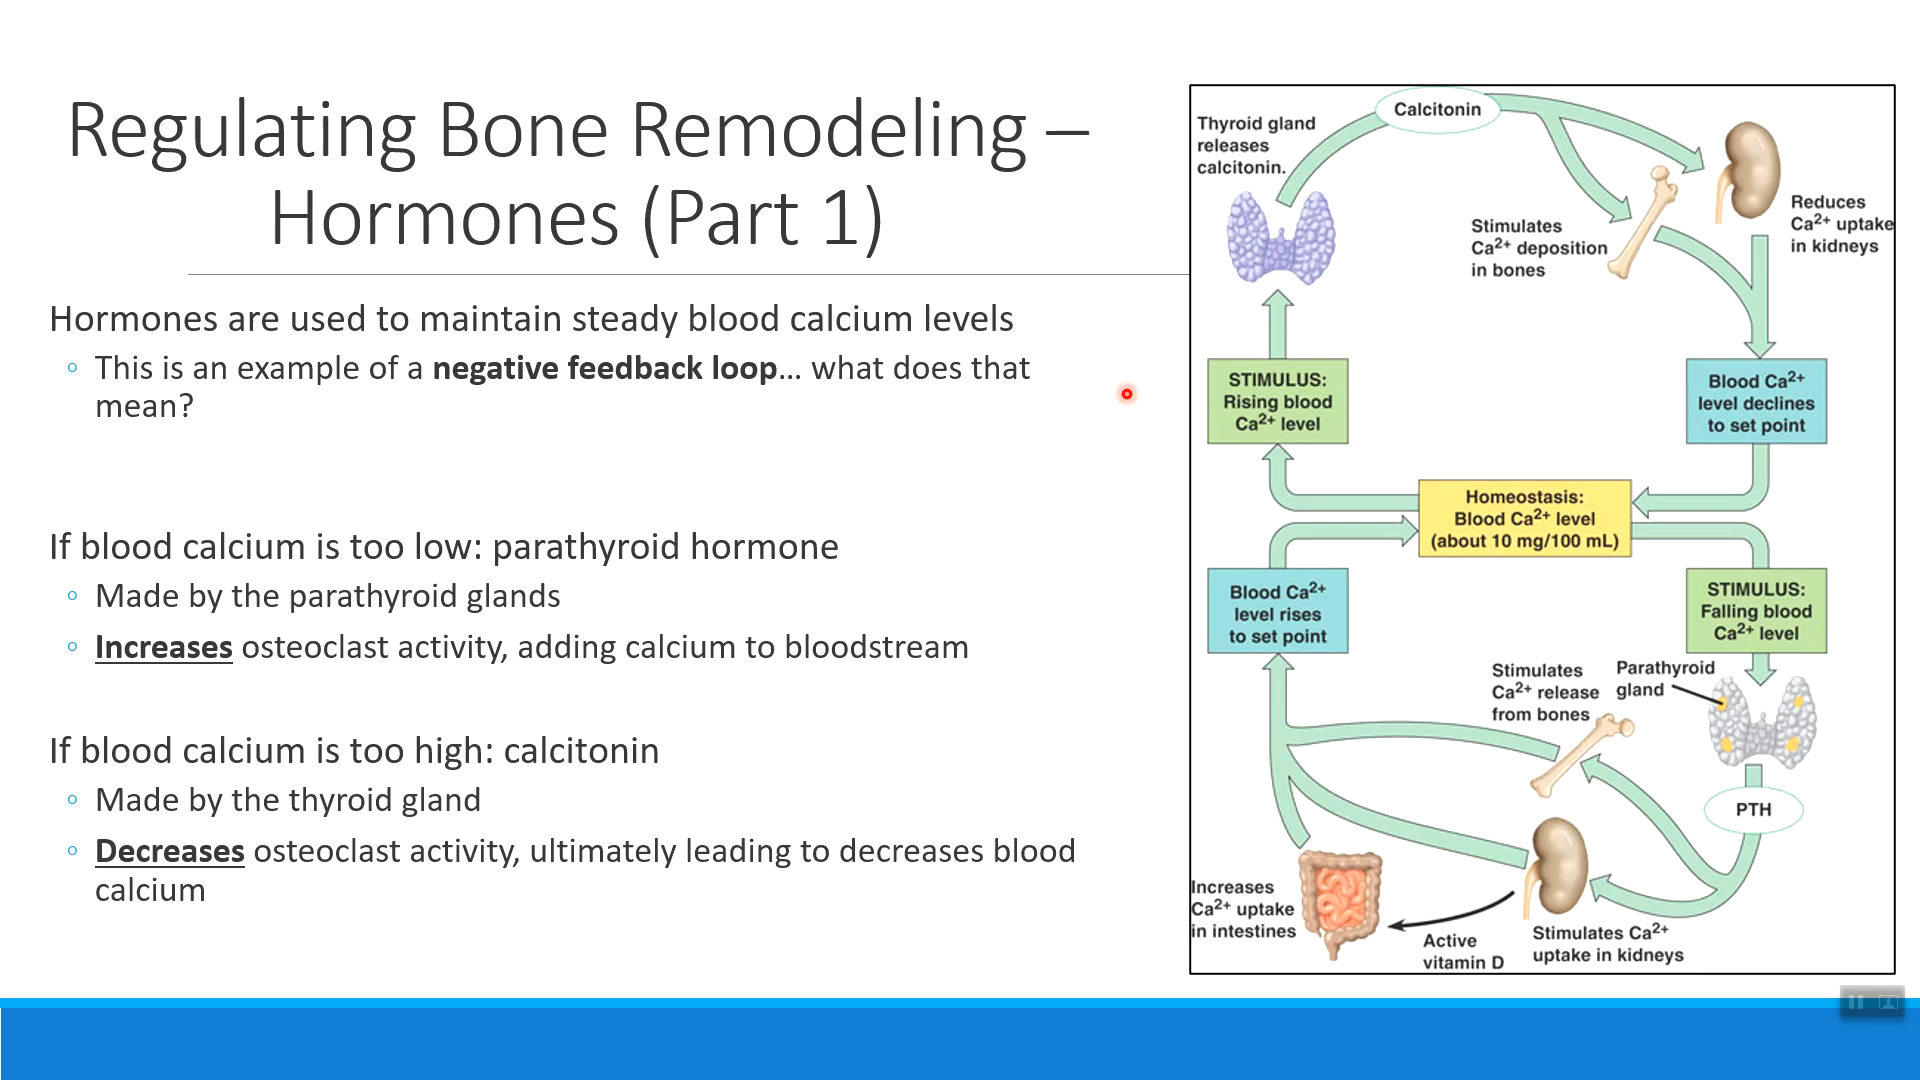 Regulating Bone Remodeling –
Hormones (Part 1)
Hormones are used to maintain steady blood calcium levels
◦ This is an example of a negative feedback loop… what does that
mean?
If blood calcium is too low: parathyroid hormone
◦ Made by the parathyroid glands
◦ Increases osteoclast activity, adding calcium to bloodstream
If blood calcium is too high: calcitonin
◦ Made by the thyroid gland
◦ Decreases osteoclast activity, ultimately leading to decreases blood
calcium
Calcitonin
Thyroid gland
releases
calcitonin.
Stimulates
Ca2+ deposition
in bones
Reduces
Ca2+ uptake
in kidneys
STIMULUS:
Rising blood
Ca2+ level
Blood Ca2+
level declines
to set point
Homeostasis:
Blood Ca2+ level
(about 10 mg/100 mL)
Blood Ca2+
level rises
to set point
STIMULUS:
Falling blood
Ca2+ level
Stimulates
Ca2+ release
from bones
Parathyroid
gland
PTH
Increases
Ca2+ uptake
in intestines
Active
vitamin D
Stimulates Ca2+
uptake in kidneys